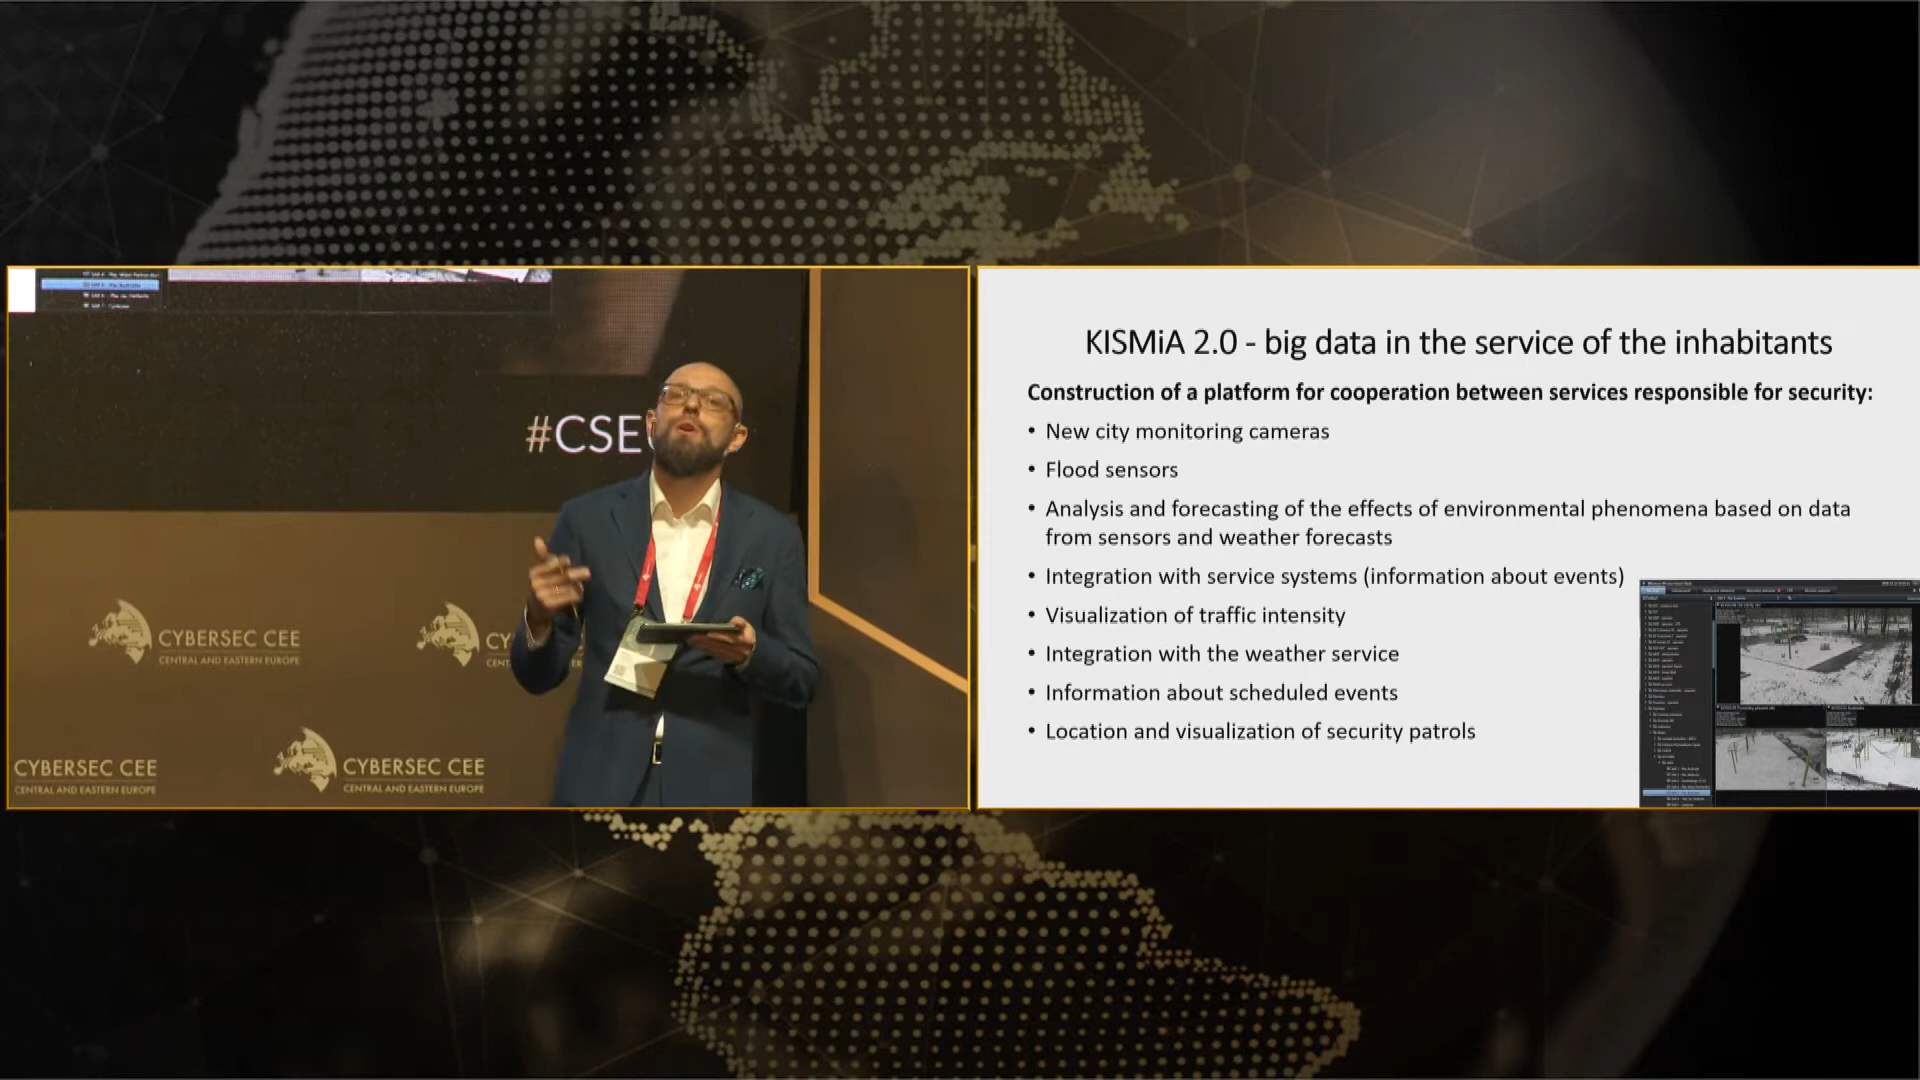 #CSE
CYBERSEC CEE
CENTRAL AND EASTERN EUROPE
CYBERSEC CEE
CENTRAL AND EASTERN EUROPE
CYBERSEC CEE
CENTRAL AND EASTERN EUROPE
KISMiA 2.0 - big data in the service of the inhabitants
Construction of a platform for cooperation between services responsible for security:
• New city monitoring cameras
• Flood sensors
• Analysis and forecasting of the effects of environmental phenomena based on data
from sensors and weather forecasts
• Integration with service systems (information about events)
• Visualization of traffic intensity
• Integration with the weather service
• Information about scheduled events
• Location and visualization of security patrols